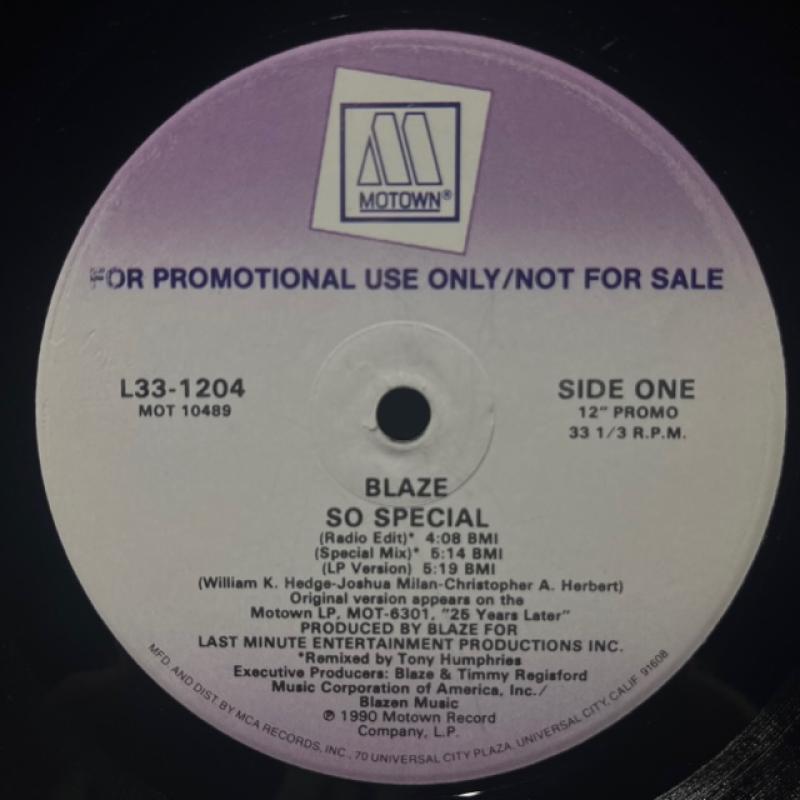 MOTOWN®
FOR PROMOTIONAL USE ONLY/NOT FOR SALE
L33-1204
MOT 10489
SIDE ONE
12" PROMO
33 1/3 R.P.M.
BLAZE
SO SPECIAL
(Radio Edit)* 4:08 BMI
(Special Mix)* 5:14 BMI
(LP Version) 5:19 BMI
(William K. Hedge-Joshua Milan-Christopher A. Herbert)
Original version appears on the
Motown LP, MOT-6301, "25 Years Later"
PRODUCED BY BLAZE FOR
LAST MINUTE ENTERTAINMENT PRODUCTIONS INC.
*Remixed by Tony Humphries
Executive Producers: Blaze & Timmy Regisford
Music Corporation of America, Inc./
Blazen Music
℗ 1990 Motown Record
Company, L.P.
MFD. AND DIST. BY MCA RECORDS, INC., 70 UNIVERSAL CITY PLAZA, UNIVERSAL CITY, CALIF. 91608